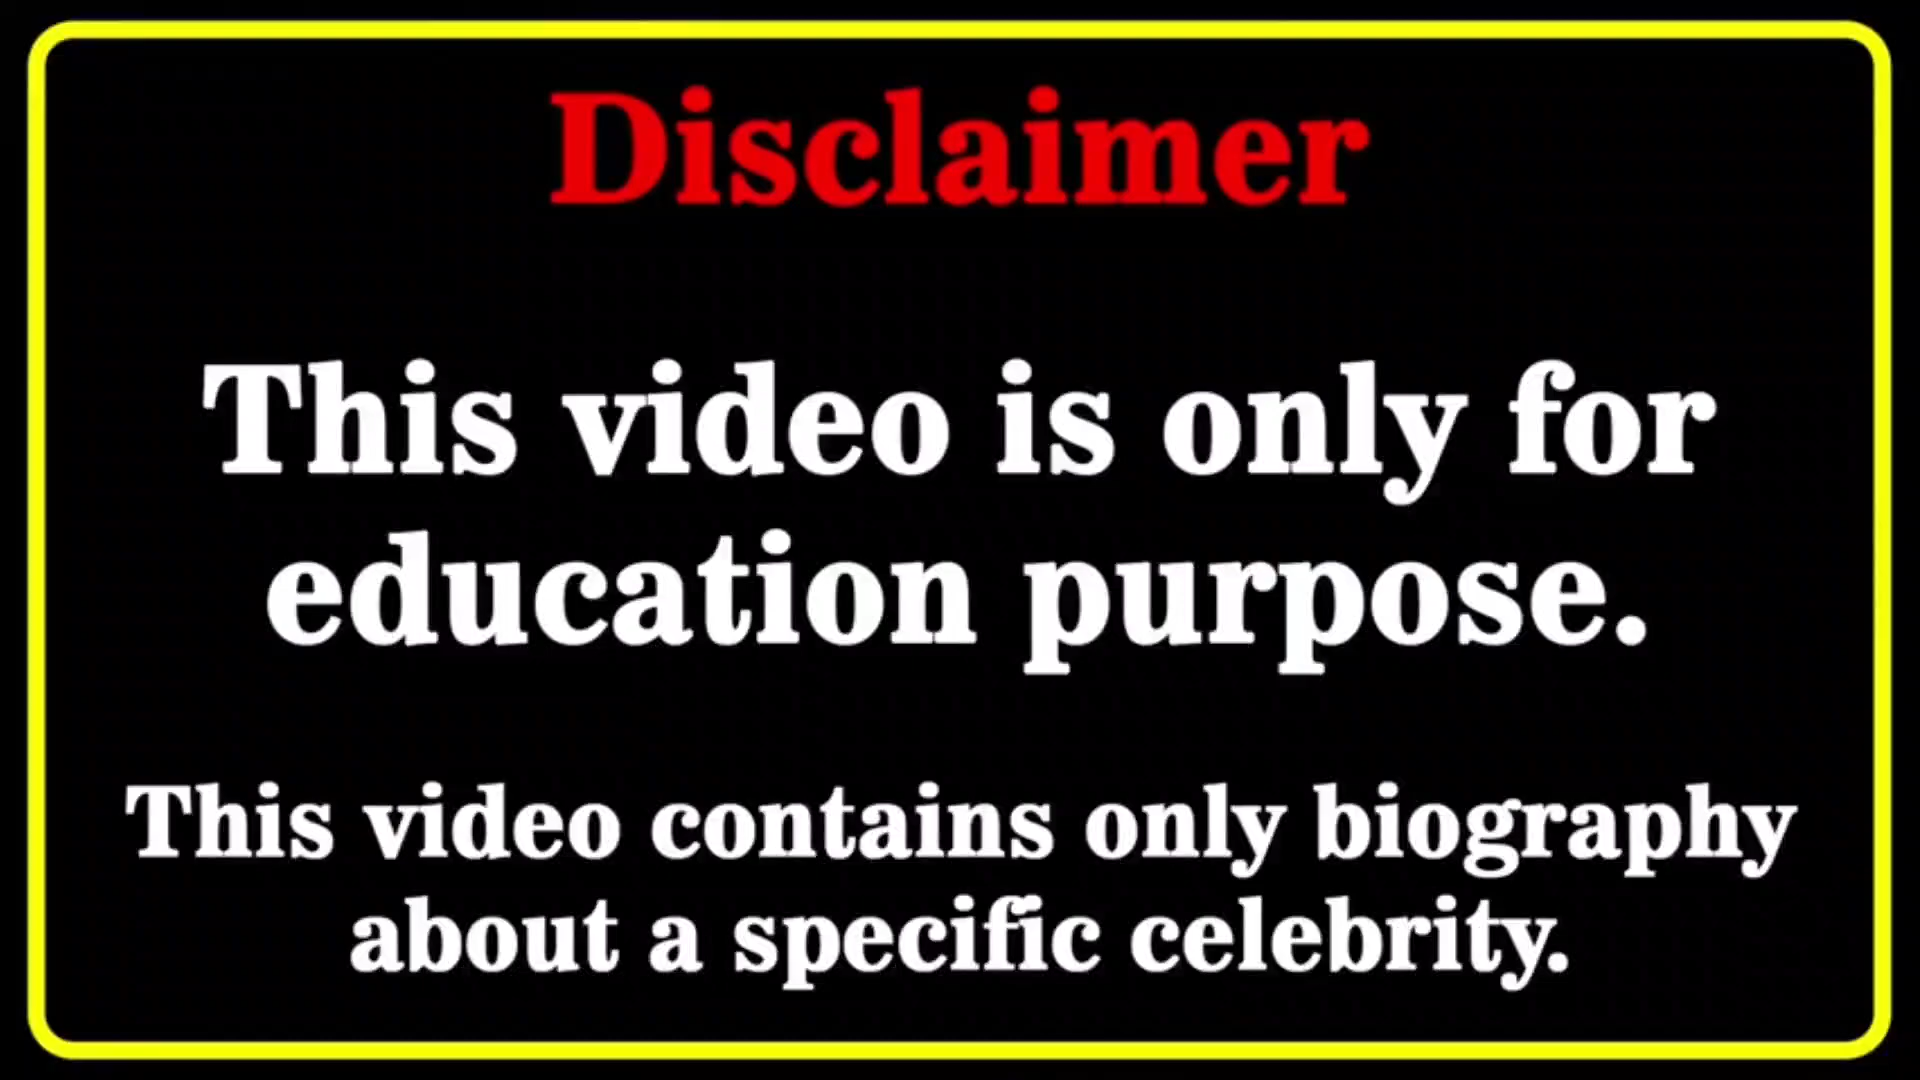 Disclaimer
This video is only for
education purpose.
This video contains only biography
about a specific celebrity.